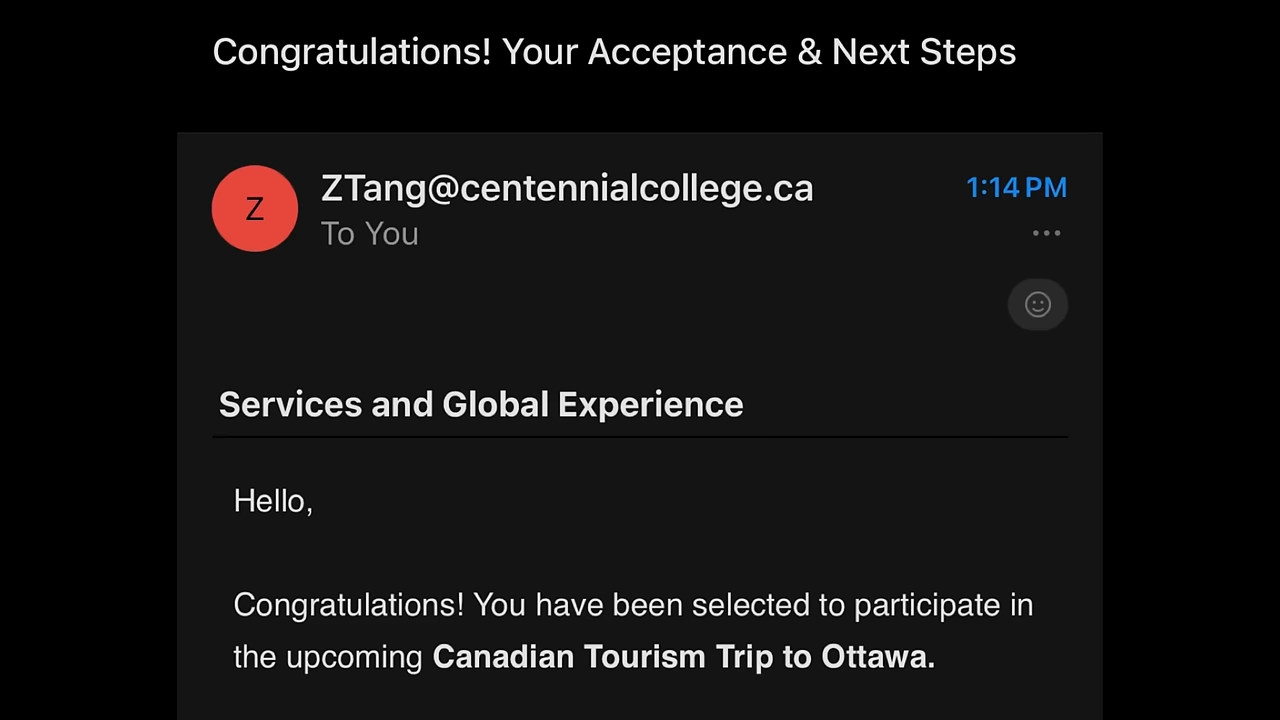 Congratulations! Your Acceptance & Next Steps
Z
ZTang@centennialcollege.ca
1:14 PM
To You
Services and Global Experience
Hello,
Congratulations! You have been selected to participate in
the upcoming Canadian Tourism Trip to Ottawa.